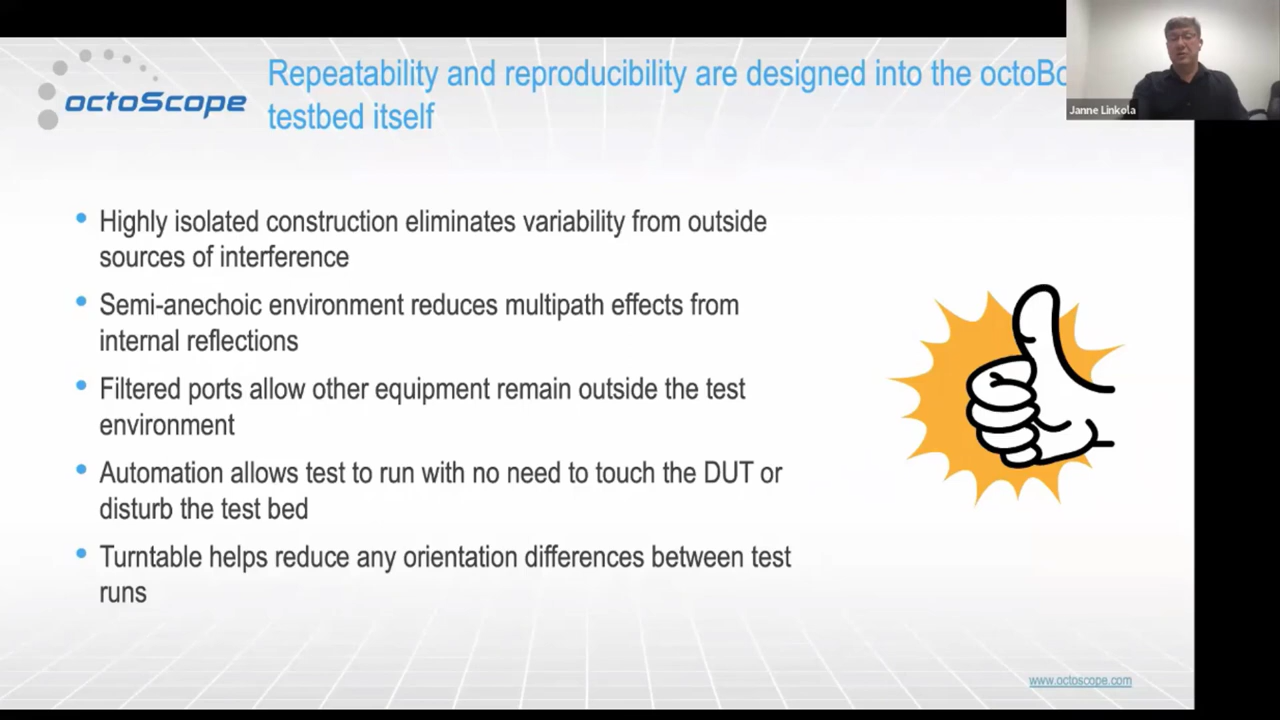 octoScope
Repeatability and reproducibility are designed into the
testbed itself
Janne Linkola
Highly isolated construction eliminates variability from outside
sources of interference
Semi-anechoic environment reduces multipath effects from
internal reflections
Filtered ports allow other equipment remain outside the test
environment
Automation allows test to run with no need to touch the DUT or
disturb the test bed
Turntable helps reduce any orientation differences between test
runs
www.octoscope.com